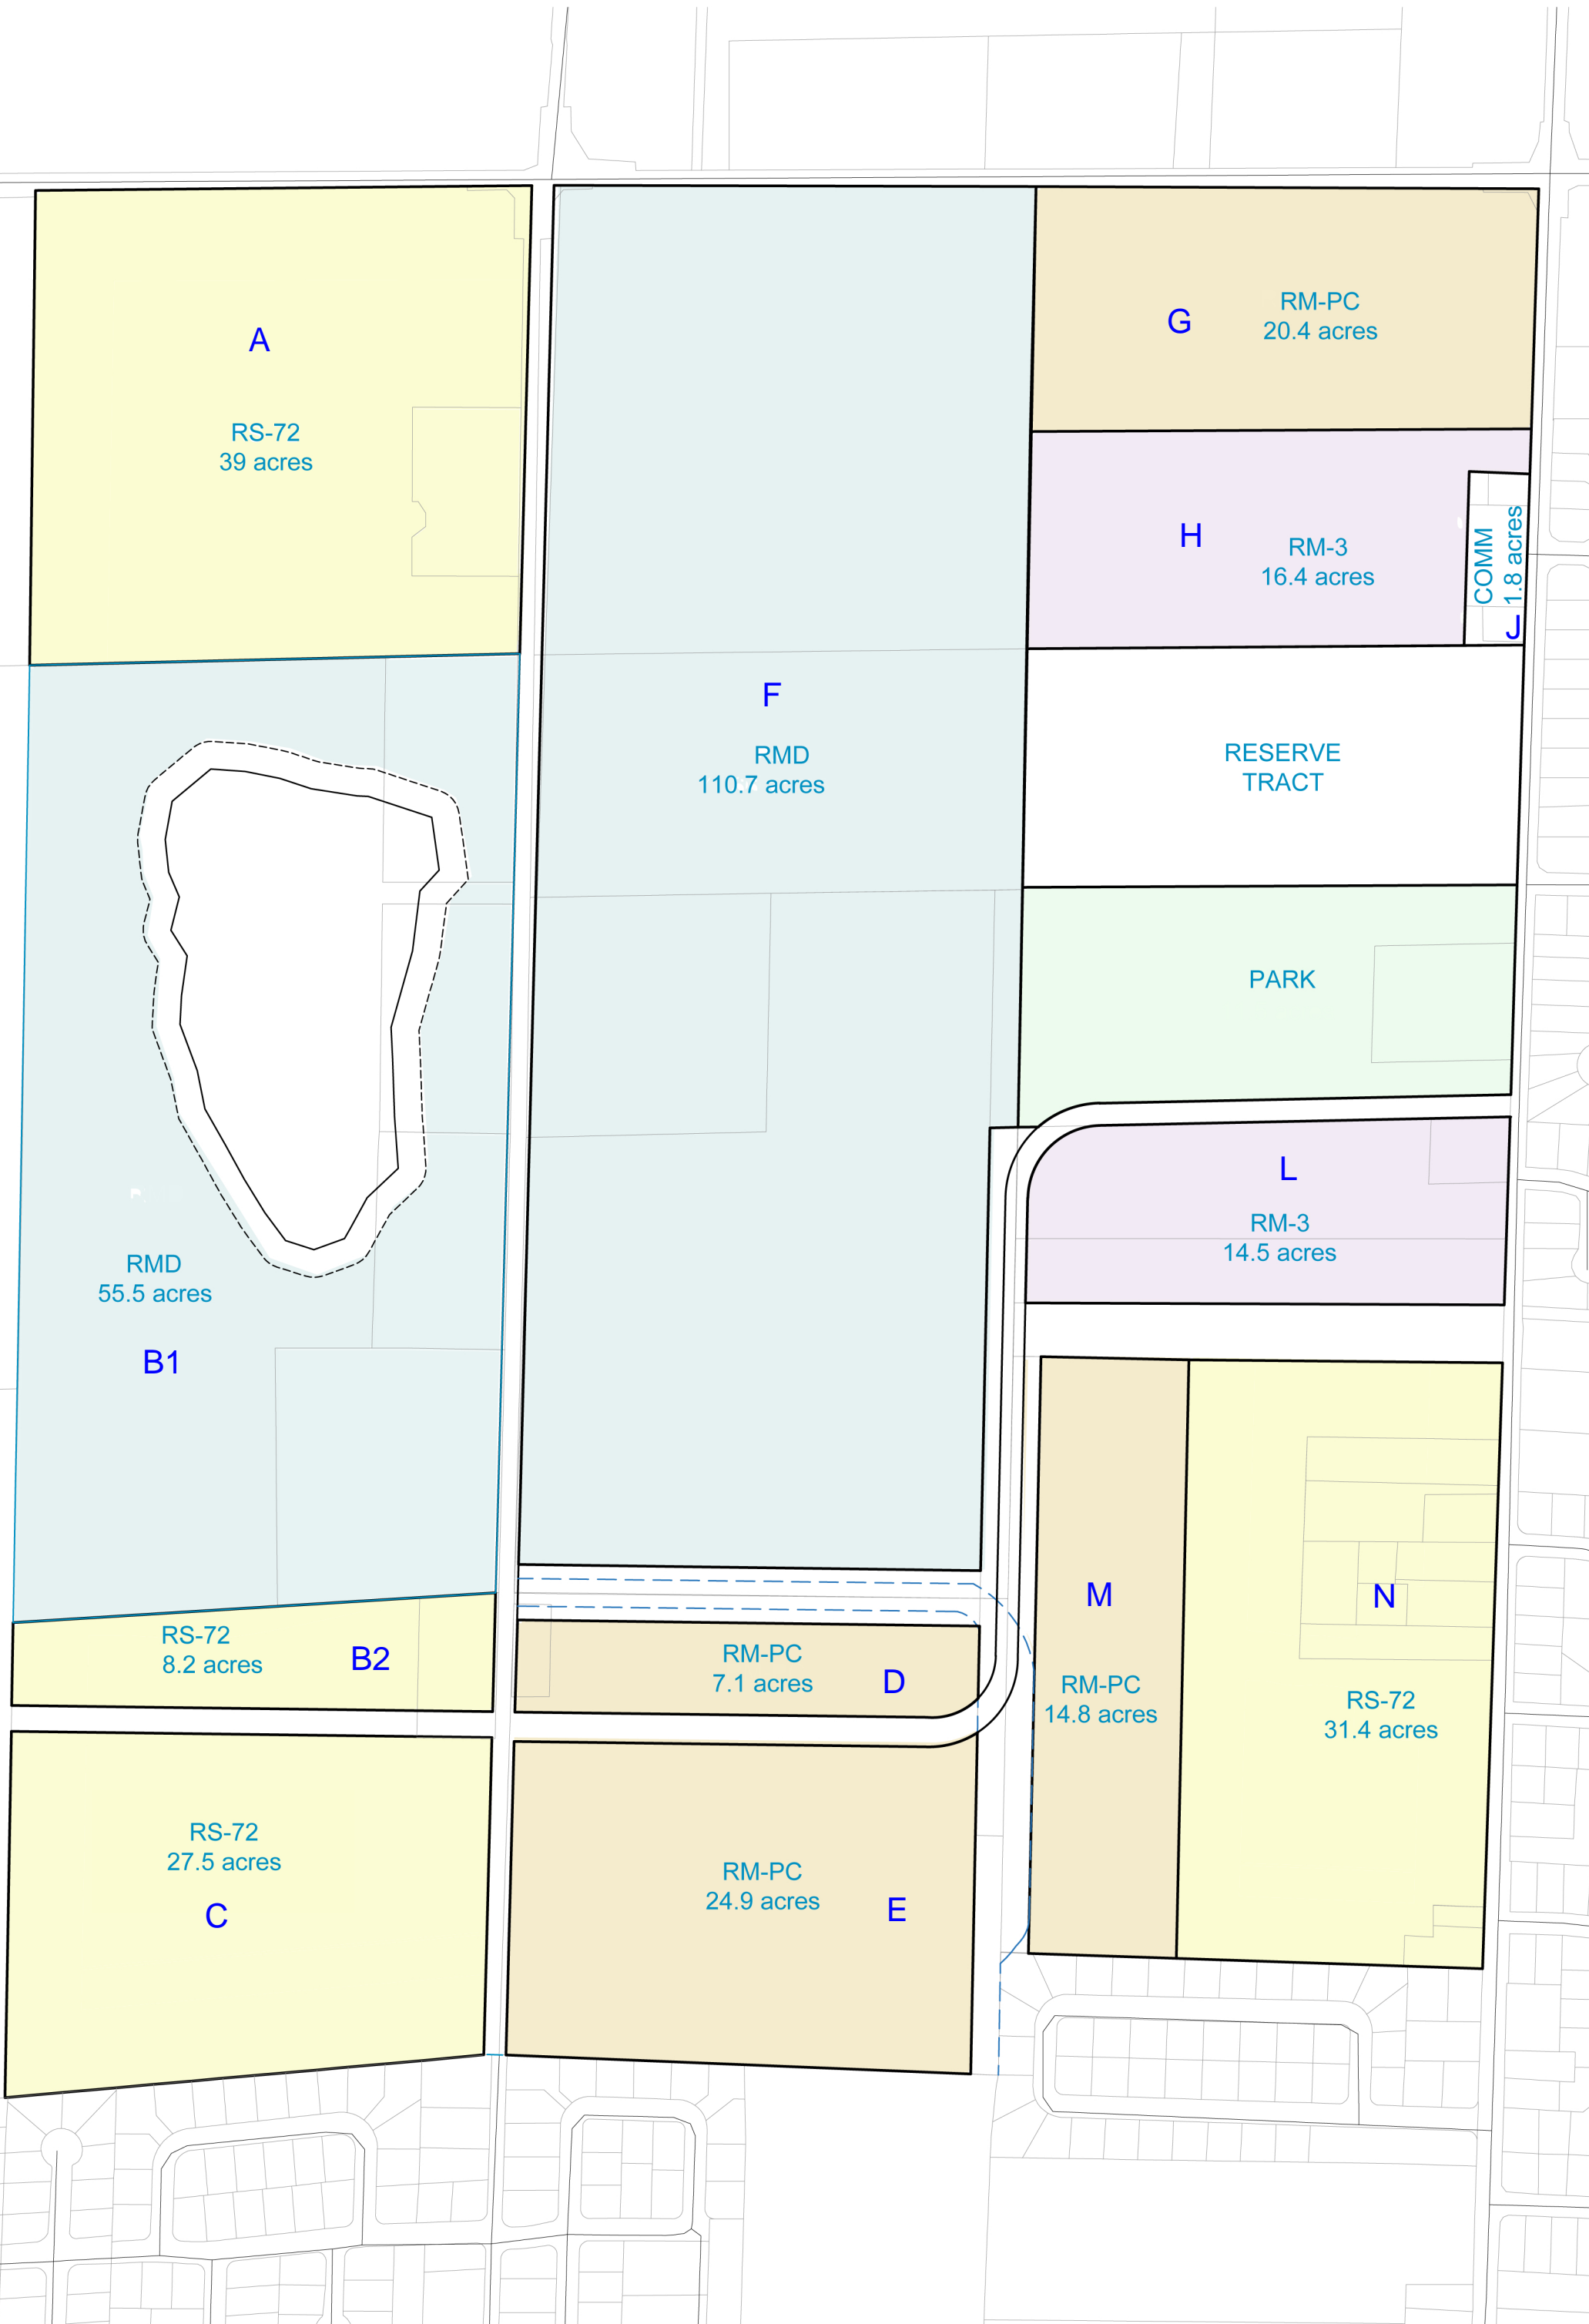 A
RS-72
39 acres
F
RMD
110.7 acres
G
RM-PC
20.4 acres
H
RM-3
16.4 acres
COMM
1.8 acres
J
RESERVE
TRACT
PARK
L
RM-3
14.5 acres
RMD
55.5 acres
B1
RS-72
8.2 acres
B2
RM-PC
7.1 acres
D
M
RM-PC
14.8 acres
N
RS-72
31.4 acres
RS-72
27.5 acres
C
RM-PC
24.9 acres
E